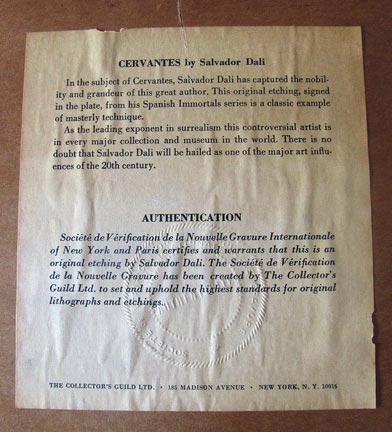 CERVANTES by Salvador Dali
In the subject of Cervantes, Salvador Dali has captured the nobil-
ity and grandeur of this great author. This original etching, signed
in the plate, from his Spanish Immortals series is a classic example
of masterly technique.
As the leading exponent in surrealism this controversial artist is
in every major collection and museum in the world. There is no
doubt that Salvador Dali will be hailed as one of the major art influ-
ences of the 20th century.
AUTHENTICATION
Société de Vérification de la Nouvelle Gravure Internationale
of New York and Paris certifies and warrants that this is an
original etching by Salvador Dali. The Société de Vérification
de la Nouvelle Gravure has been created by The Collector's
Guild Ltd. to set and uphold the highest standards for original
lithographs and etchings.
THE COLLECTOR'S GUILD LTD. • 185 MADISON AVENUE • NEW YORK, N. Y. 10016